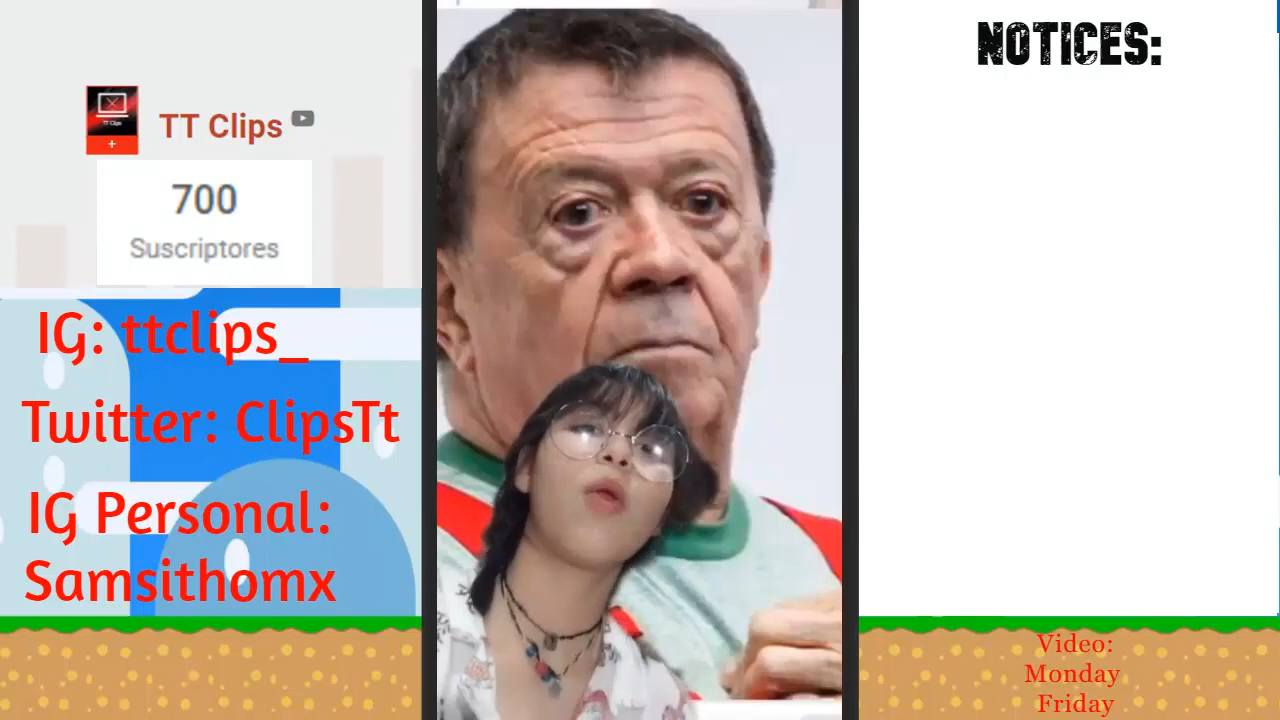 TT Clips
700
Suscriptores
IG: ttclips_
Twitter: ClipsTt
IG Personal:
Samsithomx
NOTICES:
Video:
Monday
Friday